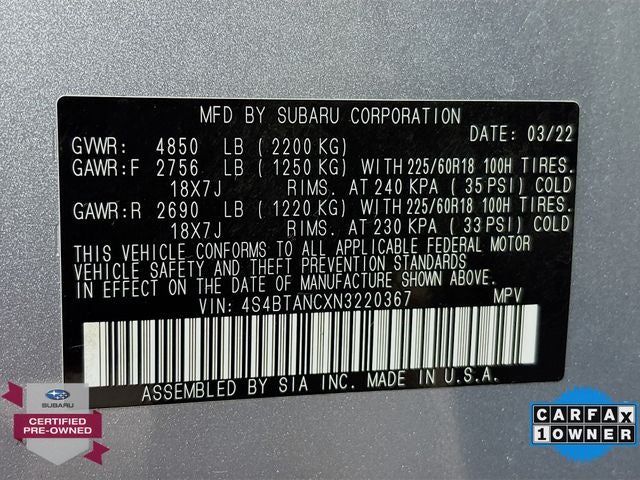 MFD BY SUBARU CORPORATION
DATE: 03/22
GVWR: 4850 LB (2200 KG)
GAWR:F 2756 LB (1250 KG) WITH 225/60R18 100H TIRES.
18X7J RIMS. AT 240 KPA (35 PSI) COLD
GAWR:R 2690 LB (1220 KG) WITH 225/60R18 100H TIRES.
18X7J RIMS. AT 230 KPA (33 PSI) COLD
THIS VEHICLE CONFORMS TO ALL APPLICABLE FEDERAL MOTOR
VEHICLE SAFETY AND THEFT PREVENTION STANDARDS
IN EFFECT ON THE DATE OF MANUFACTURE SHOWN ABOVE.
VIN: 4S4BTANCXN3220367 MPV
ASSEMBLED BY SIA INC. MADE IN U.S.A.
SUBARU
CERTIFIED
PRE-OWNED
CARFAX
1 OWNER